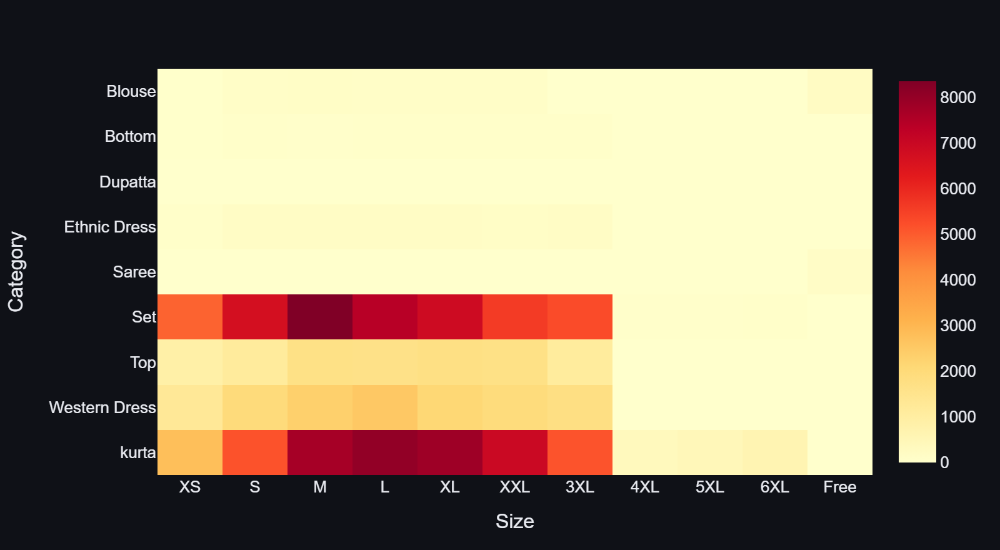 Category
Blouse
Bottom
Dupatta
Ethnic Dress
Saree
Set
Top
Western Dress
kurta
XS S M L XL XXL 3XL 4XL 5XL 6XL Free
Size
8000
7000
6000
5000
4000
3000
2000
1000
0